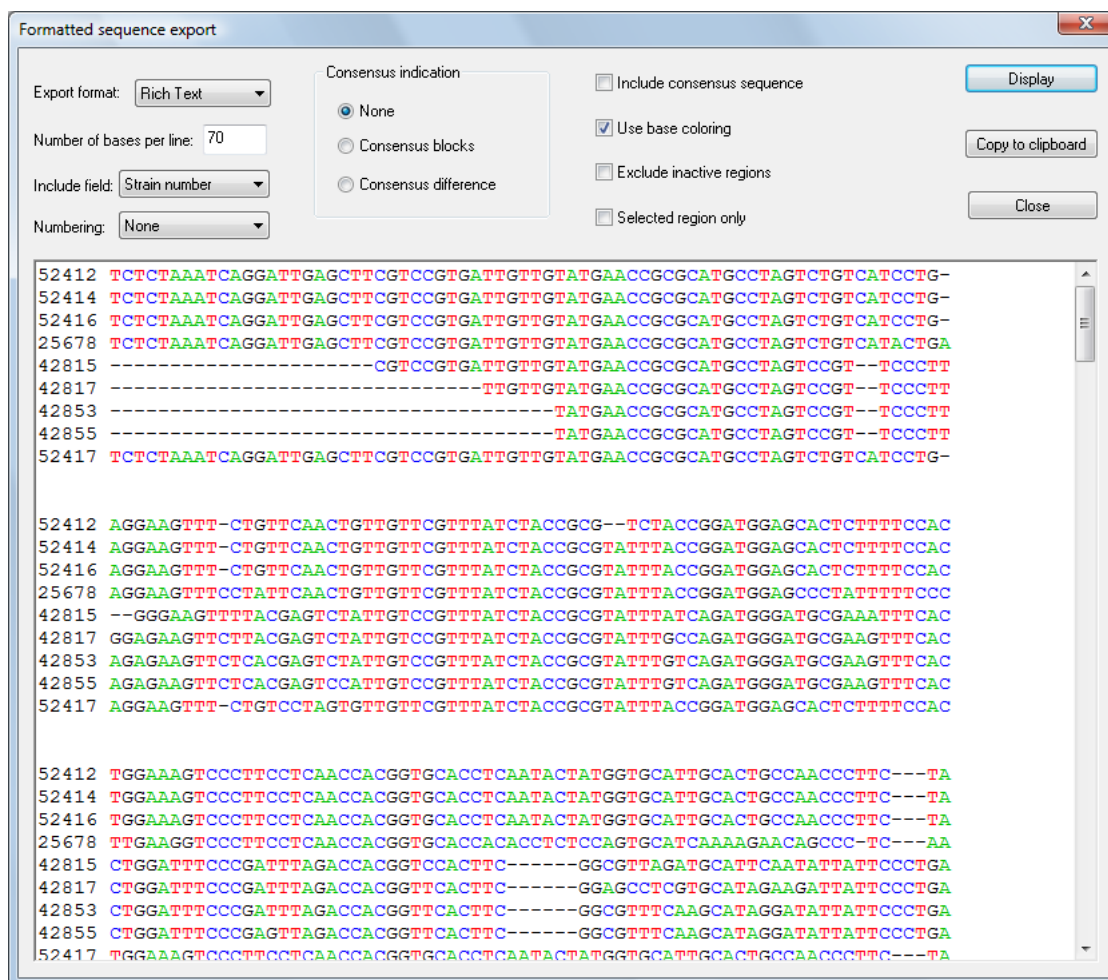 Formatted sequence export
Export format: Rich Text
Number of bases per line: 70
Include field: Strain number
Numbering: None
Consensus indication
None
Consensus blocks
Consensus difference
Include consensus sequence
Use base coloring
Exclude inactive regions
Selected region only
Display
Copy to clipboard
Close
52412 TCTCTAAATCAGGATTGAGCTTCGTCCGTGATTGTTGTATGAACCGCGCATGCCTAGTCTGTCATCCTG-
52414 TCTCTAAATCAGGATTGAGCTTCGTCCGTGATTGTTGTATGAACCGCGCATGCCTAGTCTGTCATCCTG-
52416 TCTCTAAATCAGGATTGAGCTTCGTCCGTGATTGTTGTATGAACCGCGCATGCCTAGTCTGTCATCCTG-
25678 TCTCTAAATCAGGATTGAGCTTCGTCCGTGATTGTTGTATGAACCGCGCATGCCTAGTCTGTCATACTGA
42815 ----------------------CGTCCGTGATTGTTGTATGAACCGCGCATGCCTAGTCCGT--TCCCTT
42817 -------------------------------TTGTTGTATGAACCGCGCATGCCTAGTCCGT--TCCCTT
42853 -------------------------------------TATGAACCGCGCATGCCTAGTCCGT--TCCCTT
42855 -------------------------------------TATGAACCGCGCATGCCTAGTCCGT--TCCCTT
52417 TCTCTAAATCAGGATTGAGCTTCGTCCGTGATTGTTGTATGAACCGCGCATGCCTAGTCTGTCATCCTG-
52412 AGGAAGTTT-CTGTTCAACTGTTGTTCGTTTATCTACCGCG--TCTACCGGATGGAGCACTCTTTTCCAC
52414 AGGAAGTTT-CTGTTCAACTGTTGTTCGTTTATCTACCGCGTATTTACCGGATGGAGCACTCTTTTCCAC
52416 AGGAAGTTT-CTGTTCAACTGTTGTTCGTTTATCTACCGCGTATTTACCGGATGGAGCACTCTTTTCCAC
25678 AGGAAGTTTCCTATTCAACTGTTGTTCGTTTATCTACCGCGTATTTACCGGATGGAGCCCTATTTTTCCC
42815 --GGGAAGTTTTACGAGTCTATTGTCCGTTTATCTACCGCGTATTTATCAGATGGGATGCGAAATTTCAC
42817 GGAGAAGTTCTTACGAGTCTATTGTCCGTTTATCTACCGCGTATTTGCCAGATGGGATGCGAAGTTTCAC
42853 AGAGAAGTTCTCACGAGTCTATTGTCCGTTTATCTACCGCGTATTTGTCAGATGGGATGCGAAGTTTCAC
42855 AGAGAAGTTCTCACGAGTCCATTGTCCGTTTATCTACCGCGTATTTGTCAGATGGGATGCGAAGTTTCAC
52417 AGGAAGTTT-CTGTCCTAGTGTTGTTCGTTTATCTACCGCGTATTTACCGGATGGAGCACTCTTTTCCAC
52412 TGGAAAGTCCCTTCCTCAACCACGGTGCACCTCAATACTATGGTGCATTGCACTGCCAACCCTTC---TA
52414 TGGAAAGTCCCTTCCTCAACCACGGTGCACCTCAATACTATGGTGCATTGCACTGCCAACCCTTC---TA
52416 TGGAAAGTCCCTTCCTCAACCACGGTGCACCTCAATACTATGGTGCATTGCACTGCCAACCCTTC---TA
25678 TTGAAGGTCCCTTCCTCAACCACGGTGCACCACACCTCTCCAGTGCATCAAAAGAACAGCCC-TC---AA
42815 CTGGATTTCCCGATTTAGACCACGGTCCACTTC------GGCGTTAGATGCATTCAATATTATTCCCTGA
42817 CTGGATTTCCCGATTTAGACCACGGTTCACTTC------GGAGCCTCGTGCATAGAAGATTATTCCCTGA
42853 CTGGATTTCCCGATTTAGACCACGGTTCACTTC------GGCGTTTCAAGCATAGGATATTATTCCCTGA
42855 CTGGATTTCCCGAGTTAGACCACGGTTCACTTC------GGCGTTTCAAGCATAGGATATTATTCCCTGA
52417 TGGAAAGTCCCTTCCTCAACCACGGTGCACCTCAATACTATGGTGCATTGCACTGCCAACCCTTC---TA